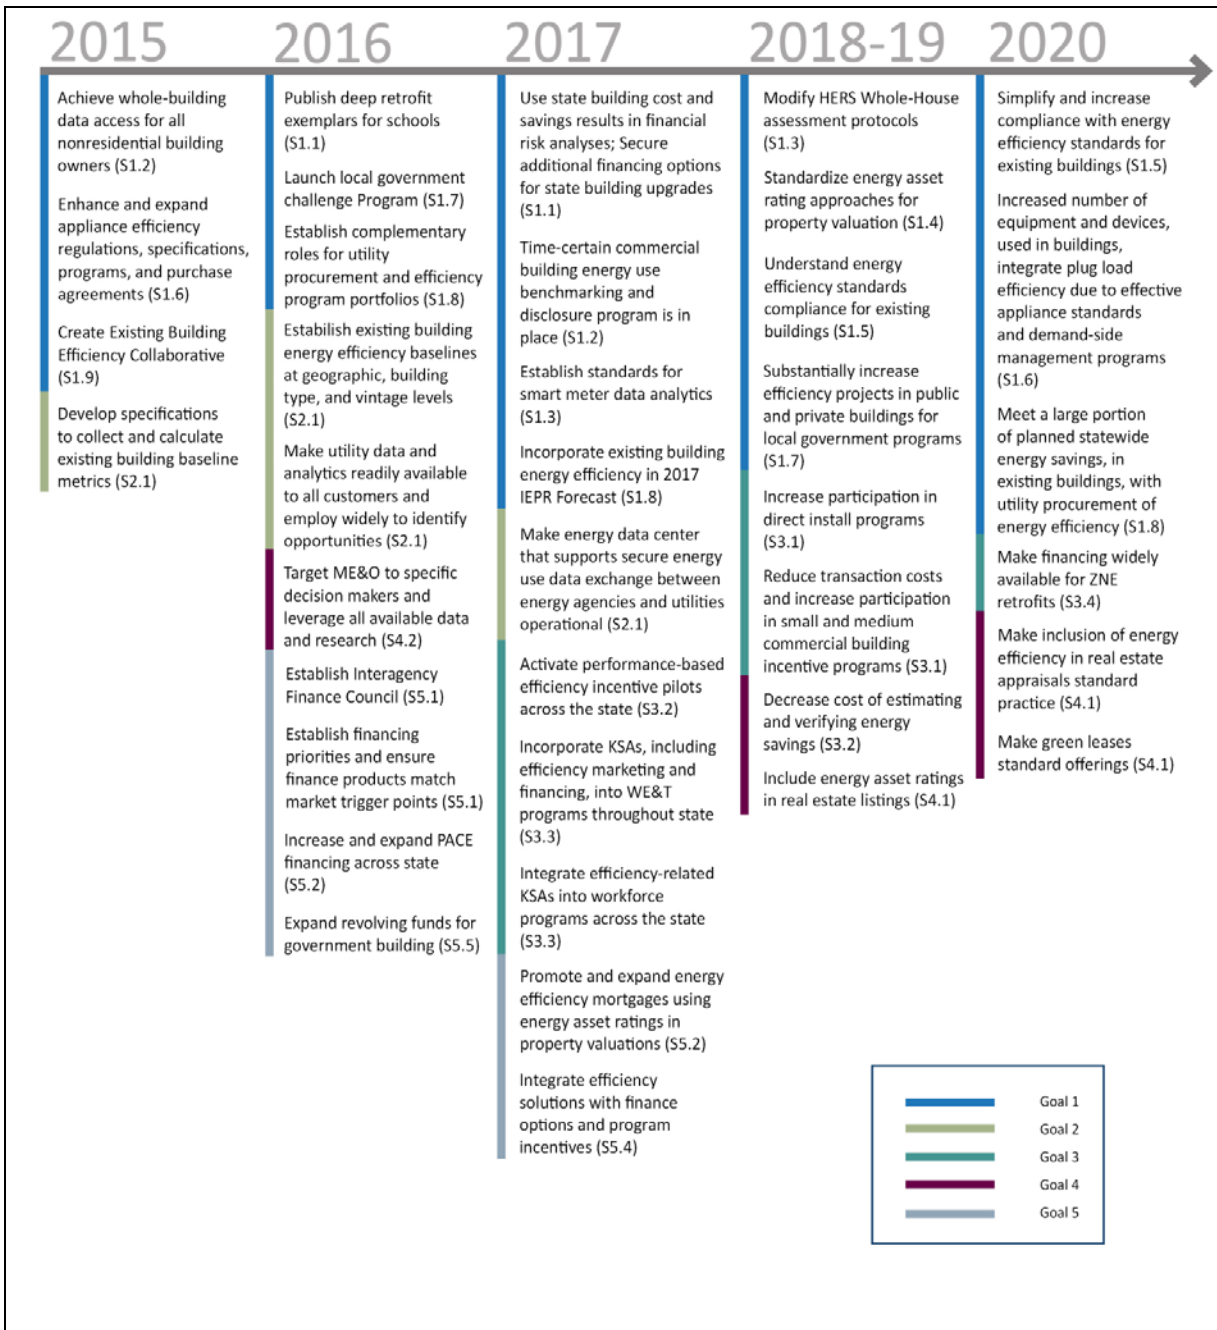 2015
2016
2017
2018-19
2020
Achieve whole-building
data access for all
nonresidential building
owners (S1.2)
Enhance and expand
appliance efficiency
regulations, specifications,
programs, and purchase
agreements (S1.6)
Create Existing Building
Efficiency Collaborative
(S1.9)
Develop specifications
to collect and calculate
existing building baseline
metrics (S2.1)
Publish deep retrofit
exemplars for schools
(S1.1)
Launch local government
challenge Program (S1.7)
Establish complementary
roles for utility
procurement and efficiency
program portfolios (S1.8)
Estabilish existing building
energy efficiency baselines
at geographic, building
type, and vintage levels
(S2.1)
Make utility data and
analytics readily available
to all customers and
employ widely to identify
opportunities (S2.1)
Target ME&O to specific
decision makers and
leverage all available data
and research (S4.2)
Establish Interagency
Finance Council (S5.1)
Establish financing
priorities and ensure
finance products match
market trigger points (S5.1)
Increase and expand PACE
financing across state
(S5.2)
Expand revolving funds for
government building (S5.5)
Use state building cost and
savings results in financial
risk analyses; Secure
additional financing options
for state building upgrades
(S1.1)
Time-certain commercial
building energy use
benchmarking and
disclosure program is in
place (S1.2)
Establish standards for
smart meter data analytics
(S1.3)
Incorporate existing building
energy efficiency in 2017
IEPR Forecast (S1.8)
Make energy data center
that supports secure energy
use data exchange between
energy agencies and utilities
operational (S2.1)
Activate performance-based
efficiency incentive pilots
across the state (S3.2)
Incorporate KSAs, including
efficiency marketing and
financing, into WE&T
programs throughout state
(S3.3)
Integrate efficiency-related
KSAs into workforce
programs across the state
(S3.3)
Promote and expand energy
efficiency mortgages using
energy asset ratings in
property valuations (S5.2)
Integrate efficiency
solutions with finance
options and program
incentives (S5.4)
Modify HERS Whole-House
assessment protocols
(S1.3)
Standardize energy asset
rating approaches for
property valuation (S1.4)
Understand energy
efficiency standards
compliance for existing
buildings (S1.5)
Substantially increase
efficiency projects in public
and private buildings for
local government programs
(S1.7)
Increase participation in
direct install programs
(S3.1)
Reduce transaction costs
and increase participation
in small and medium
commercial building
incentive programs (S3.1)
Decrease cost of estimating
and verifying energy
savings (S3.2)
Include energy asset ratings
in real estate listings (S4.1)
Simplify and increase
compliance with energy
efficiency standards for
existing buildings (S1.5)
Increased number of
equipment and devices,
used in buildings,
integrate plug load
efficiency due to effective
appliance standards
and demand-side
management programs
(S1.6)
Meet a large portion
of planned statewide
energy savings, in
existing buildings, with
utility procurement of
energy efficiency (S1.8)
Make financing widely
available for ZNE
retrofits (S3.4)
Make inclusion of energy
efficiency in real estate
appraisals standard
practice (S4.1)
Make green leases
standard offerings (S4.1)
Goal 1
Goal 2
Goal 3
Goal 4
Goal 5